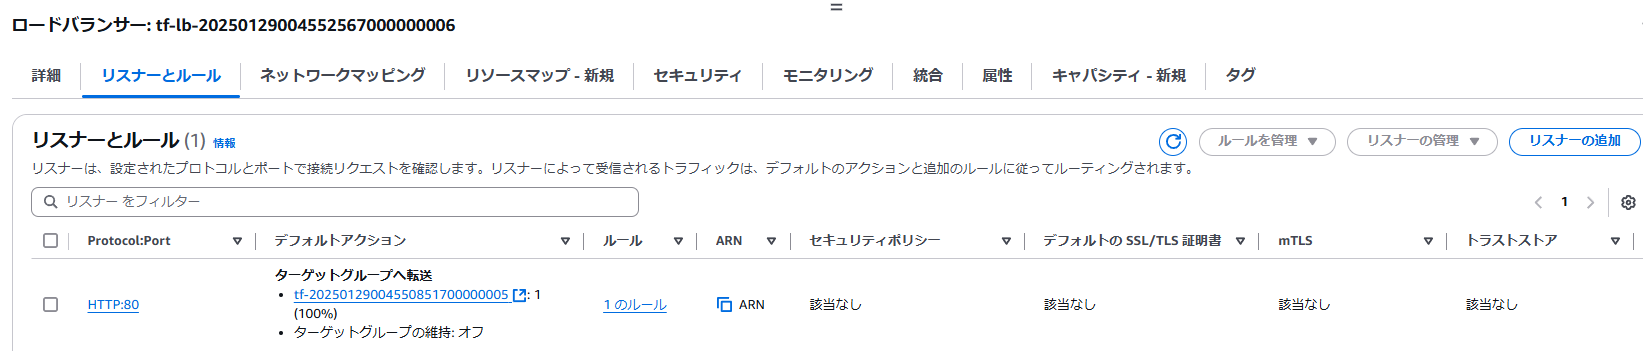 ロードバランサー: tf-lb-20250129004552567000000006
詳細 リスナーとルール ネットワークマッピング リソースマップ - 新規 セキュリティ モニタリング 統合 属性 キャパシティ - 新規 タグ
リスナーとルール (1) 情報 ルールを管理 リスナーの管理 リスナーの追加
リスナーは、設定されたプロトコルとポートで接続リクエストを確認します。リスナーによって受信されるトラフィックは、デフォルトのアクションと追加のルールに従ってルーティングされます。
リスナー をフィルター 1
Protocol:Port デフォルトアクション ルール ARN セキュリティポリシー デフォルトの SSL/TLS 証明書 mTLS トラストストア
ターゲットグループへ転送
HTTP:80 • tf-20250129004550851700000005 : 1 1 のルール ARN 該当なし 該当なし 該当なし 該当なし
(100%)
• ターゲットグループの維持: オフ